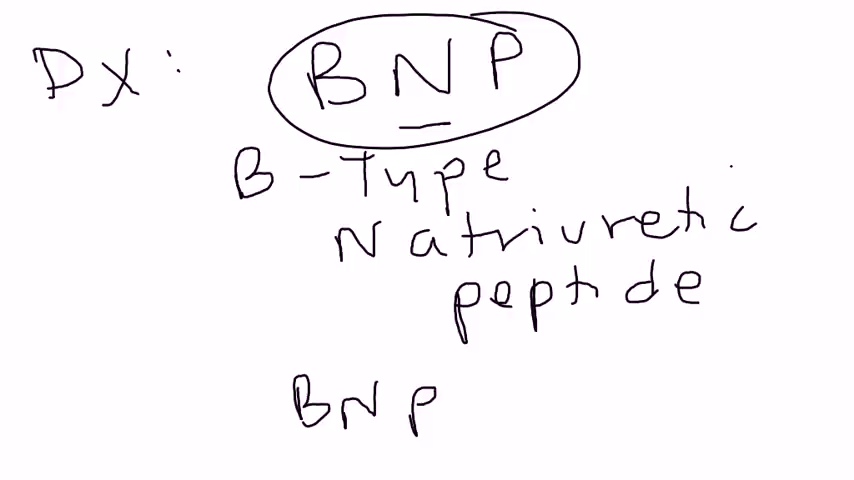 DX: BNP
B-Type
Natriuretic
peptide
BNP